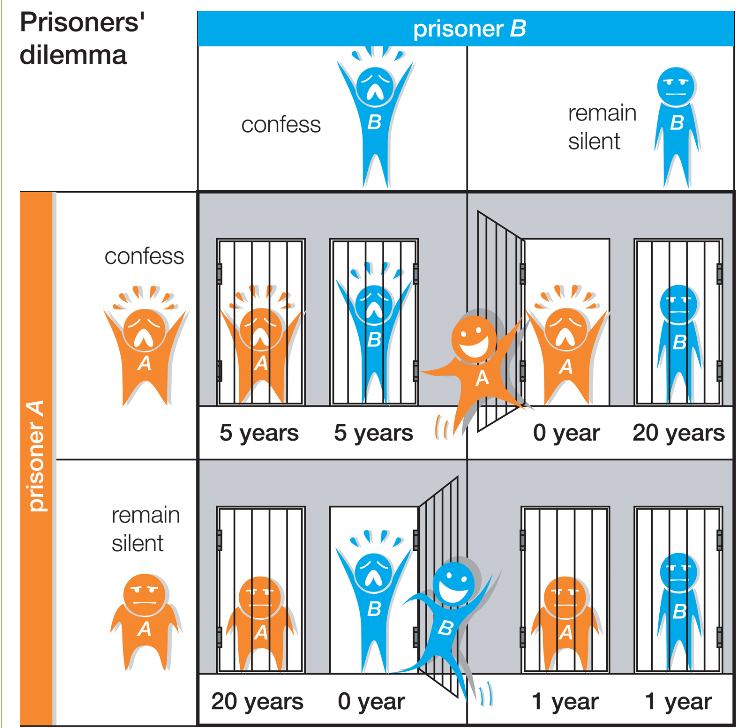 Prisoners'
dilemma
prisoner B
confess
B
remain
silent
B
prisoner A
confess
A
A
B
A
A
B
5 years
5 years
0 year
20 years
remain
silent
A
A
B
B
A
B
20 years
0 year
1 year
1 year